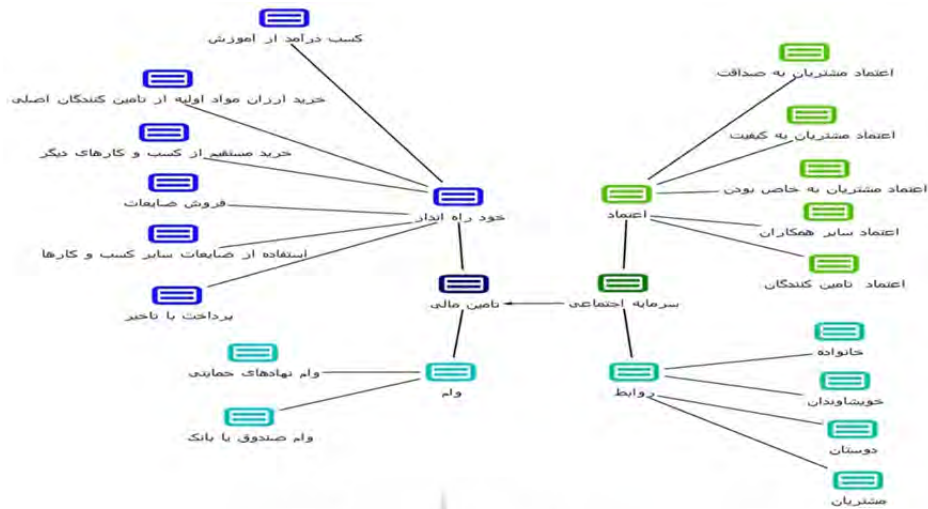 کسب درآمد از آموزش
خرید ارزان مواد اولیه از تامین کنندگان اصلی
خرید مستقیم از کسب و کارهای دیگر
فروش ضایعات
استفاده از ضایعات سایر کسب و کارها
پرداخت با تاخیر
خود راه انداز
تامین مالی
وام
وام نهادهای حمایتی
وام صندوق یا بانک
اعتماد مشتریان به صداقت
اعتماد مشتریان به کیفیت
اعتماد مشتریان به خاص بودن
اعتماد سایر همکاران
اعتماد تامین کنندگان
اعتماد
سرمایه اجتماعی
روابط
خانواده
خویشاوندان
دوستان
مشتریان